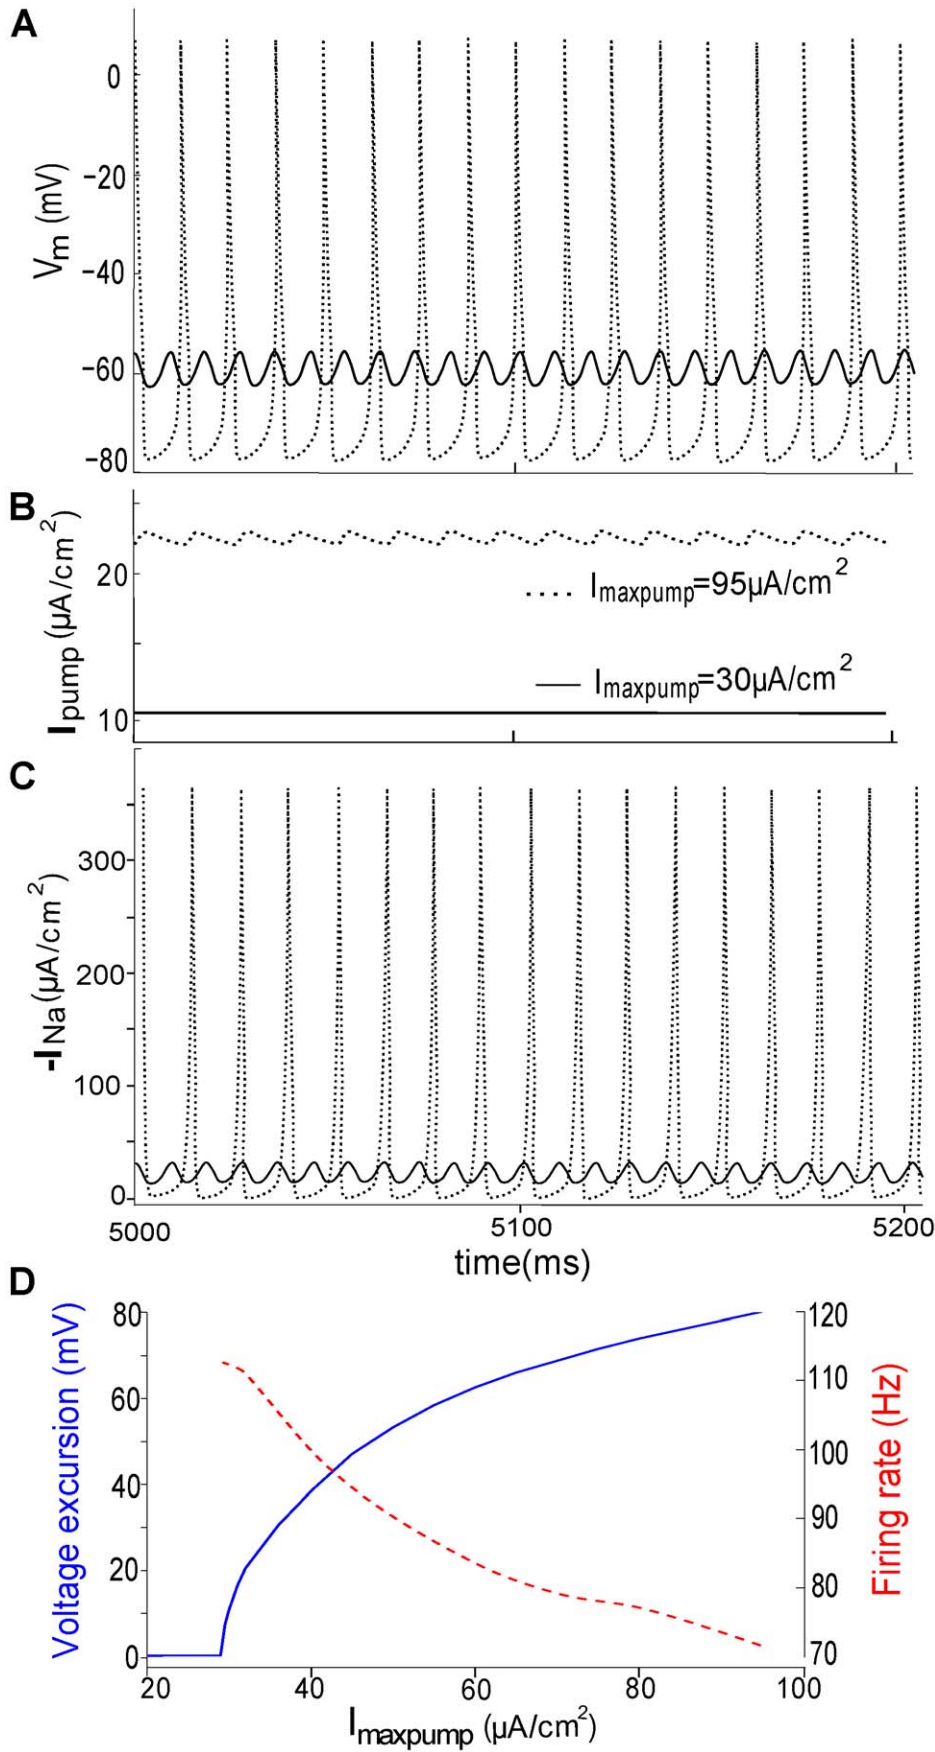 A
0
−20
−40
−60
−80
Vm (mV)
B
20
10
Ipump (µA/cm2)
Imaxpump=95µA/cm2
Imaxpump=30µA/cm2
C
300
200
100
0
-INa(µA/cm2)
5000 5100 5200
time(ms)
D
80
60
40
20
0
Voltage excursion (mV)
120
110
100
90
80
70
Firing rate (Hz)
20 40 60 80 100
Imaxpump (µA/cm2)